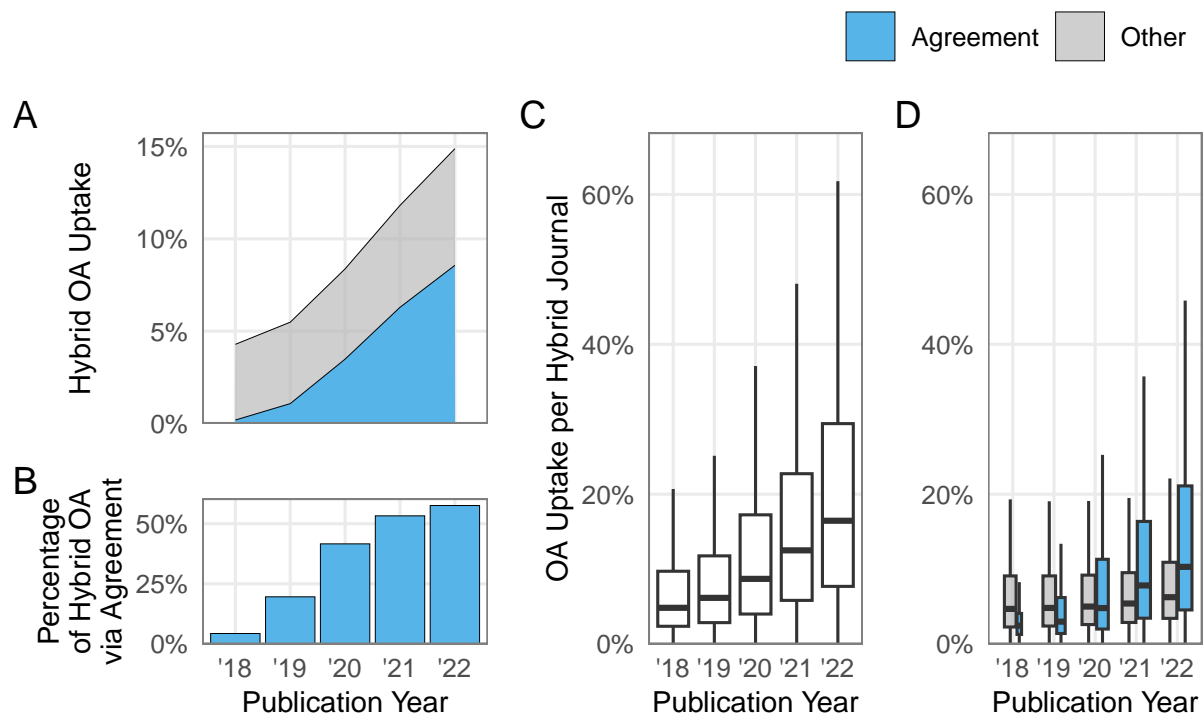 Agreement Other
A
Hybrid OA Uptake
15%
10%
5%
0%
B
Percentage
of Hybrid OA
via Agreement
50%
25%
0%
'18 '19 '20 '21 '22
Publication Year
C
OA Uptake per Hybrid Journal
60%
40%
20%
0%
'18 '19 '20 '21 '22
Publication Year
D
60%
40%
20%
0%
'18 '19 '20 '21 '22
Publication Year